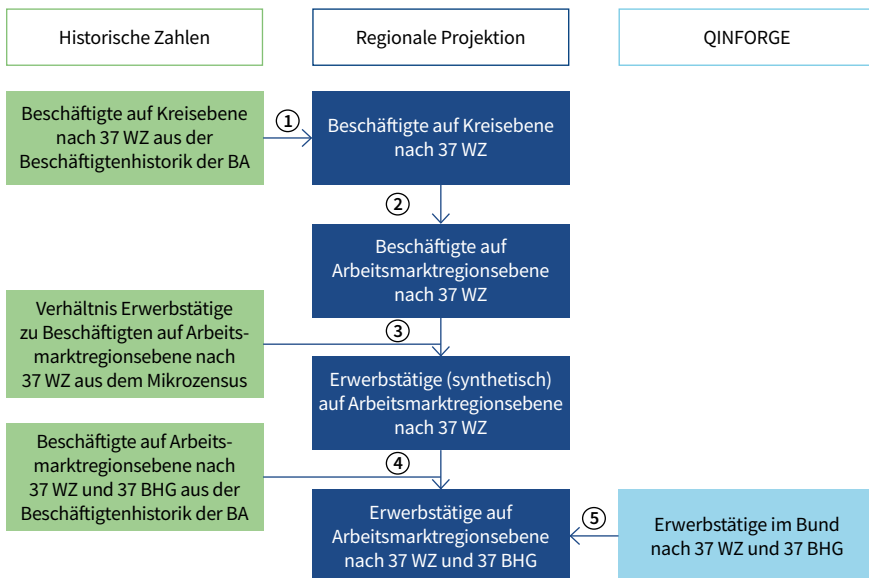 Historische Zahlen
Regionale Projektion
QINFORGE
Beschäftigte auf Kreisebene
nach 37 WZ aus der
Beschäftigtenhistorik der BA
①
Beschäftigte auf Kreisebene
nach 37 WZ
②
Beschäftigte auf
Arbeitsmarktregionsebene
nach 37 WZ
Verhältnis Erwerbstätige
zu Beschäftigten auf Arbeits-
marktregionsebene nach
37 WZ aus dem Mikrozensus
③
Erwerbstätige (synthetisch)
auf Arbeitsmarktregionsebene
nach 37 WZ
Beschäftigte auf Arbeits-
marktregionsebene nach
37 WZ und 37 BHG aus der
Beschäftigtenhistorik der BA
④
Erwerbstätige auf
Arbeitsmarktregionsebene
nach 37 WZ und 37 BHG
⑤
Erwerbstätige im Bund
nach 37 WZ und 37 BHG